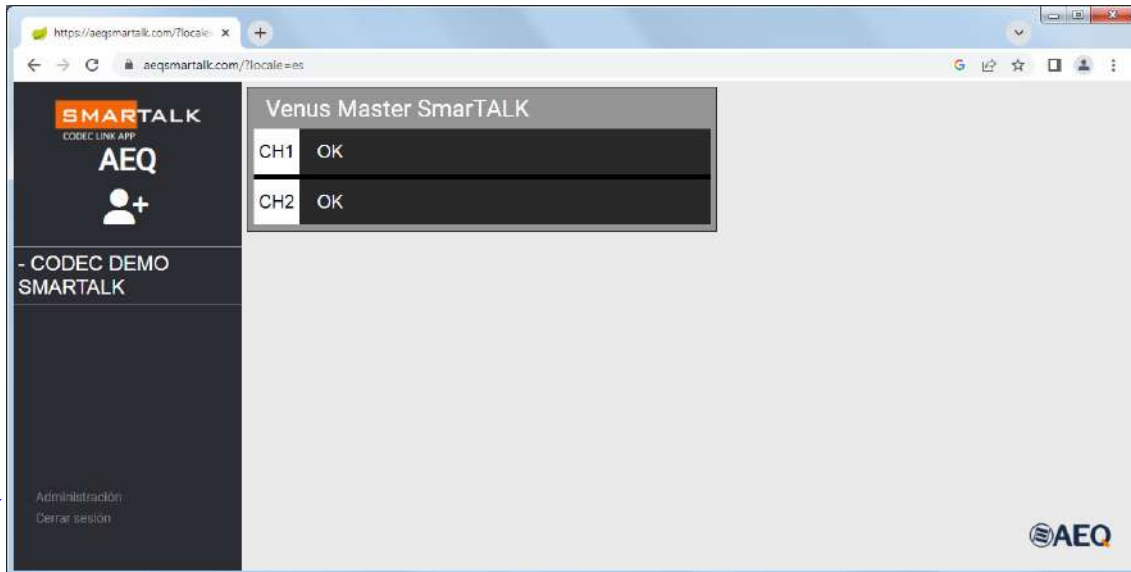 https://aeqsmartalk.com/?locale=
aeqsmartalk.com/?locale=es
SMARTALK
CODEC LINK APP
AEQ
- CODEC DEMO
SMARTALK
Administración
Cerrar sesión
Venus Master SmarTALK
CH1 OK
CH2 OK
AEQ